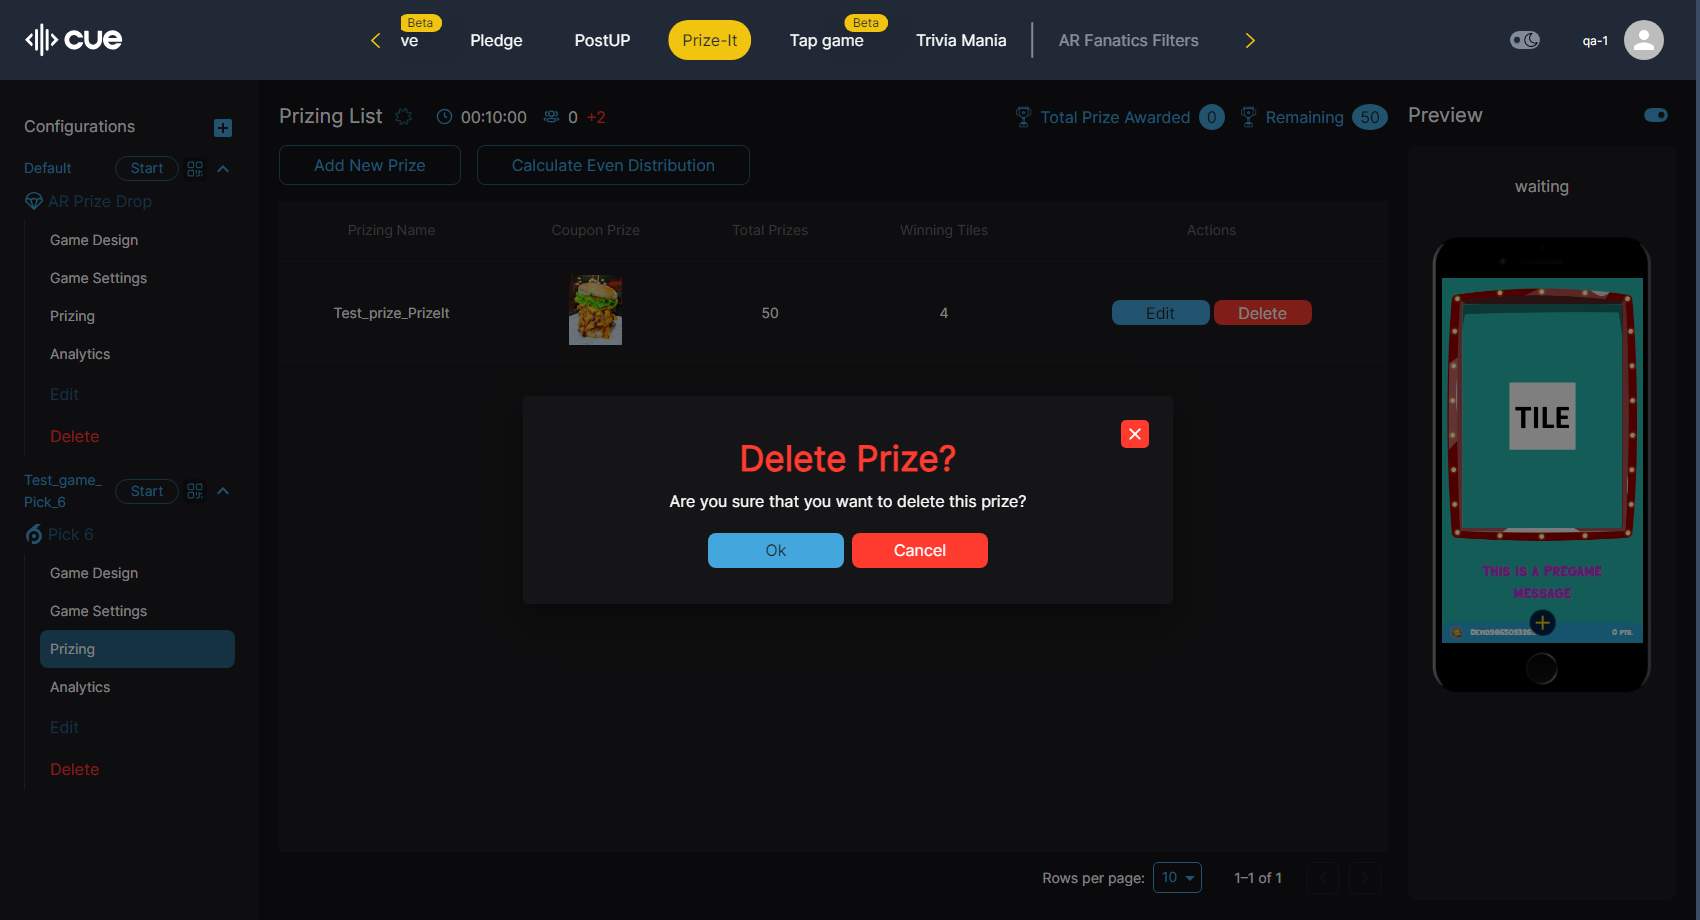 cue
ve
Beta
Pledge
PostUP
Prize-It
Tap game
Beta
Trivia Mania
AR Fanatics Filters
qa-1
Configurations
Default
Start
AR Prize Drop
Game Design
Game Settings
Prizing
Analytics
Edit
Delete
Test_game_
Pick_6
Start
Pick 6
Game Design
Game Settings
Prizing
Analytics
Edit
Delete
Prizing List
00:10:00
0 +2
Total Prize Awarded 0
Remaining 50
Add New Prize
Calculate Even Distribution
Prizing Name Coupon Prize Total Prizes Winning Tiles Actions
Test_prize_PrizeIt 50 4 Edit Delete
Delete Prize?
Are you sure that you want to delete this prize?
Ok Cancel
Rows per page: 10 1–1 of 1
Preview
waiting
TILE
THIS IS A PREGAME
MESSAGE
0 PTS.